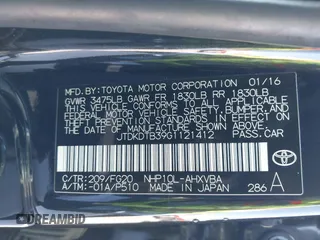 MFD. BY: TOYOTA MOTOR CORPORATION 01/16
GVWR 3475LB GAWR FR 1830LB RR 1830LB
THIS VEHICLE CONFORMS TO ALL APPLICABLE
FEDERAL MOTOR VEHICLE SAFETY, BUMPER, AND
THEFT PREVENTION STANDARDS IN EFFECT ON THE
DATE OF MANUFACTURE SHOWN ABOVE.
JTDKDTB39G1121412 PASS.CAR
C/TR: 209/FG20 NHP10L-AHXVBA
A/TM: -01A/P510 MADE IN JAPAN 286A
TOYOTA
© DREAMBID